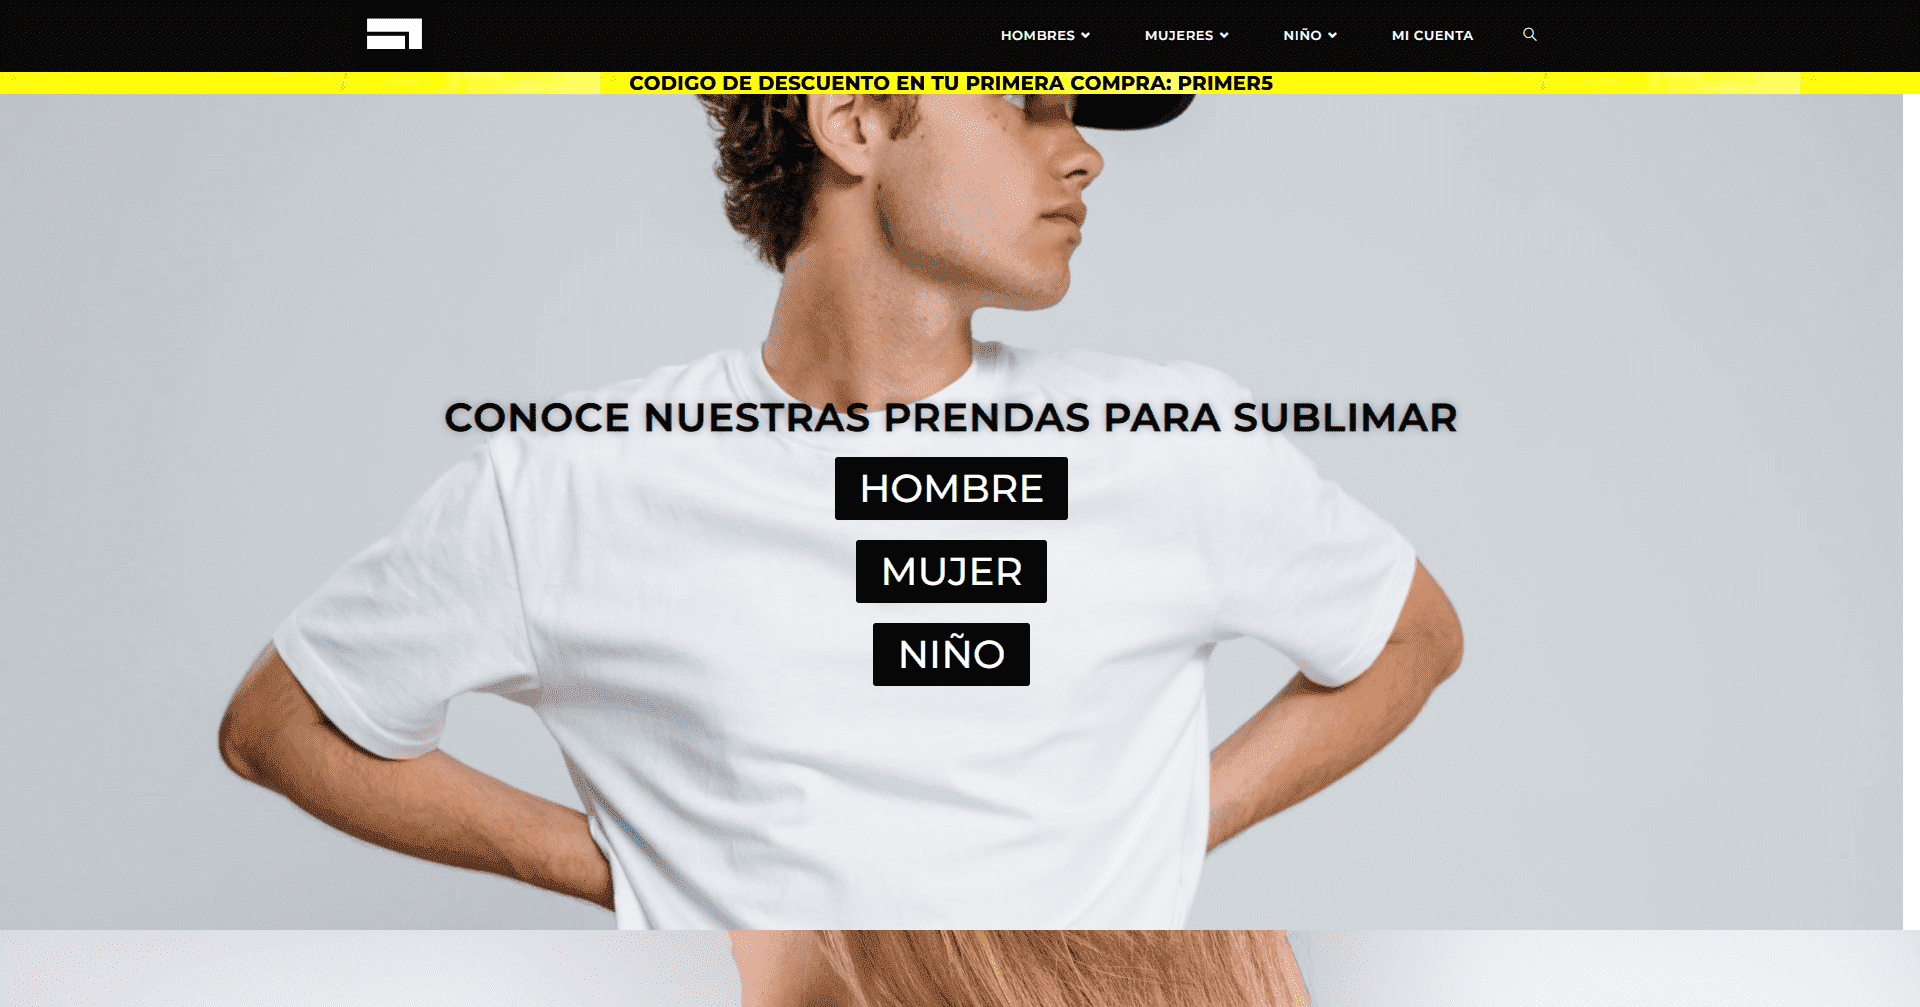 HOMBRES
MUJERES
NIÑO
MI CUENTA
CODIGO DE DESCUENTO EN TU PRIMERA COMPRA: PRIMER5
CONOCE NUESTRAS PRENDAS PARA SUBLIMAR
HOMBRE
MUJER
NIÑO